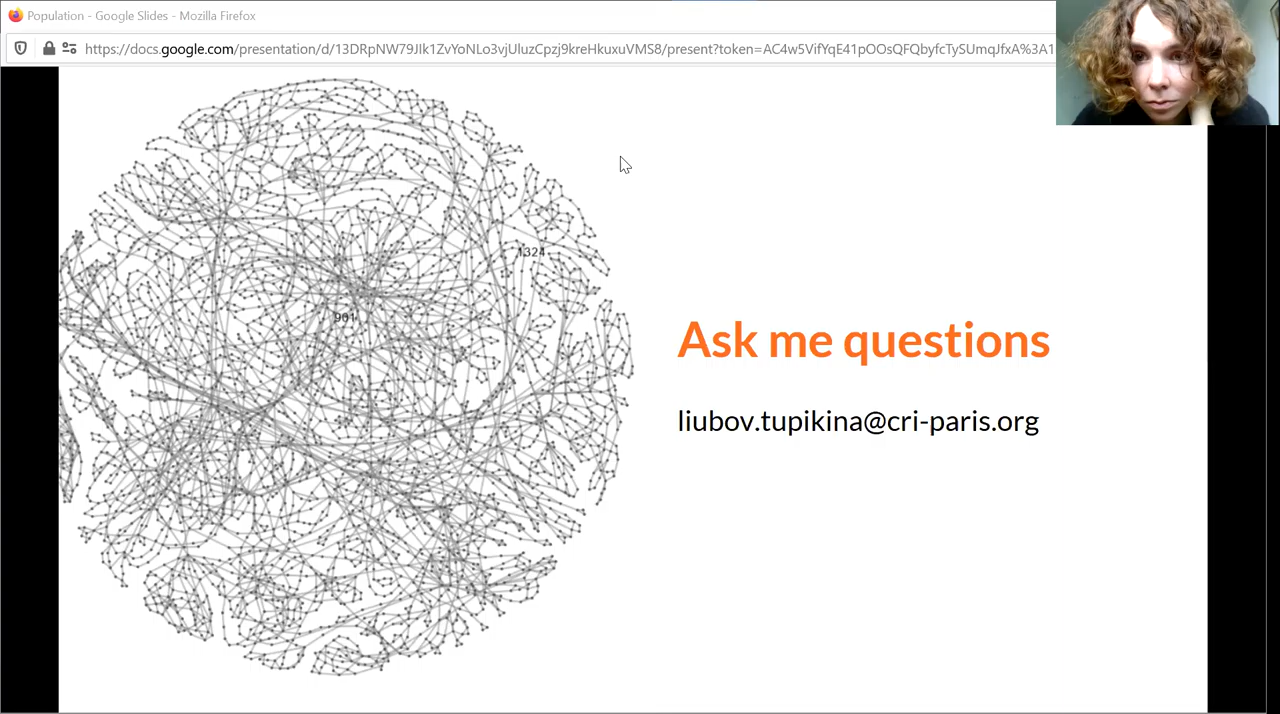 Population - Google Slides - Mozilla Firefox
https://docs.google.com/presentation/d/13DRpNW79JIk1ZvYoNLo3vjUluzCpzj9kreHkuxuVMS8/present?token=AC4w5VifYqE41pOOsQFQbyfcTySUmqJfxA%3A1
1324
901
Ask me questions
liubov.tupikina@cri-paris.org